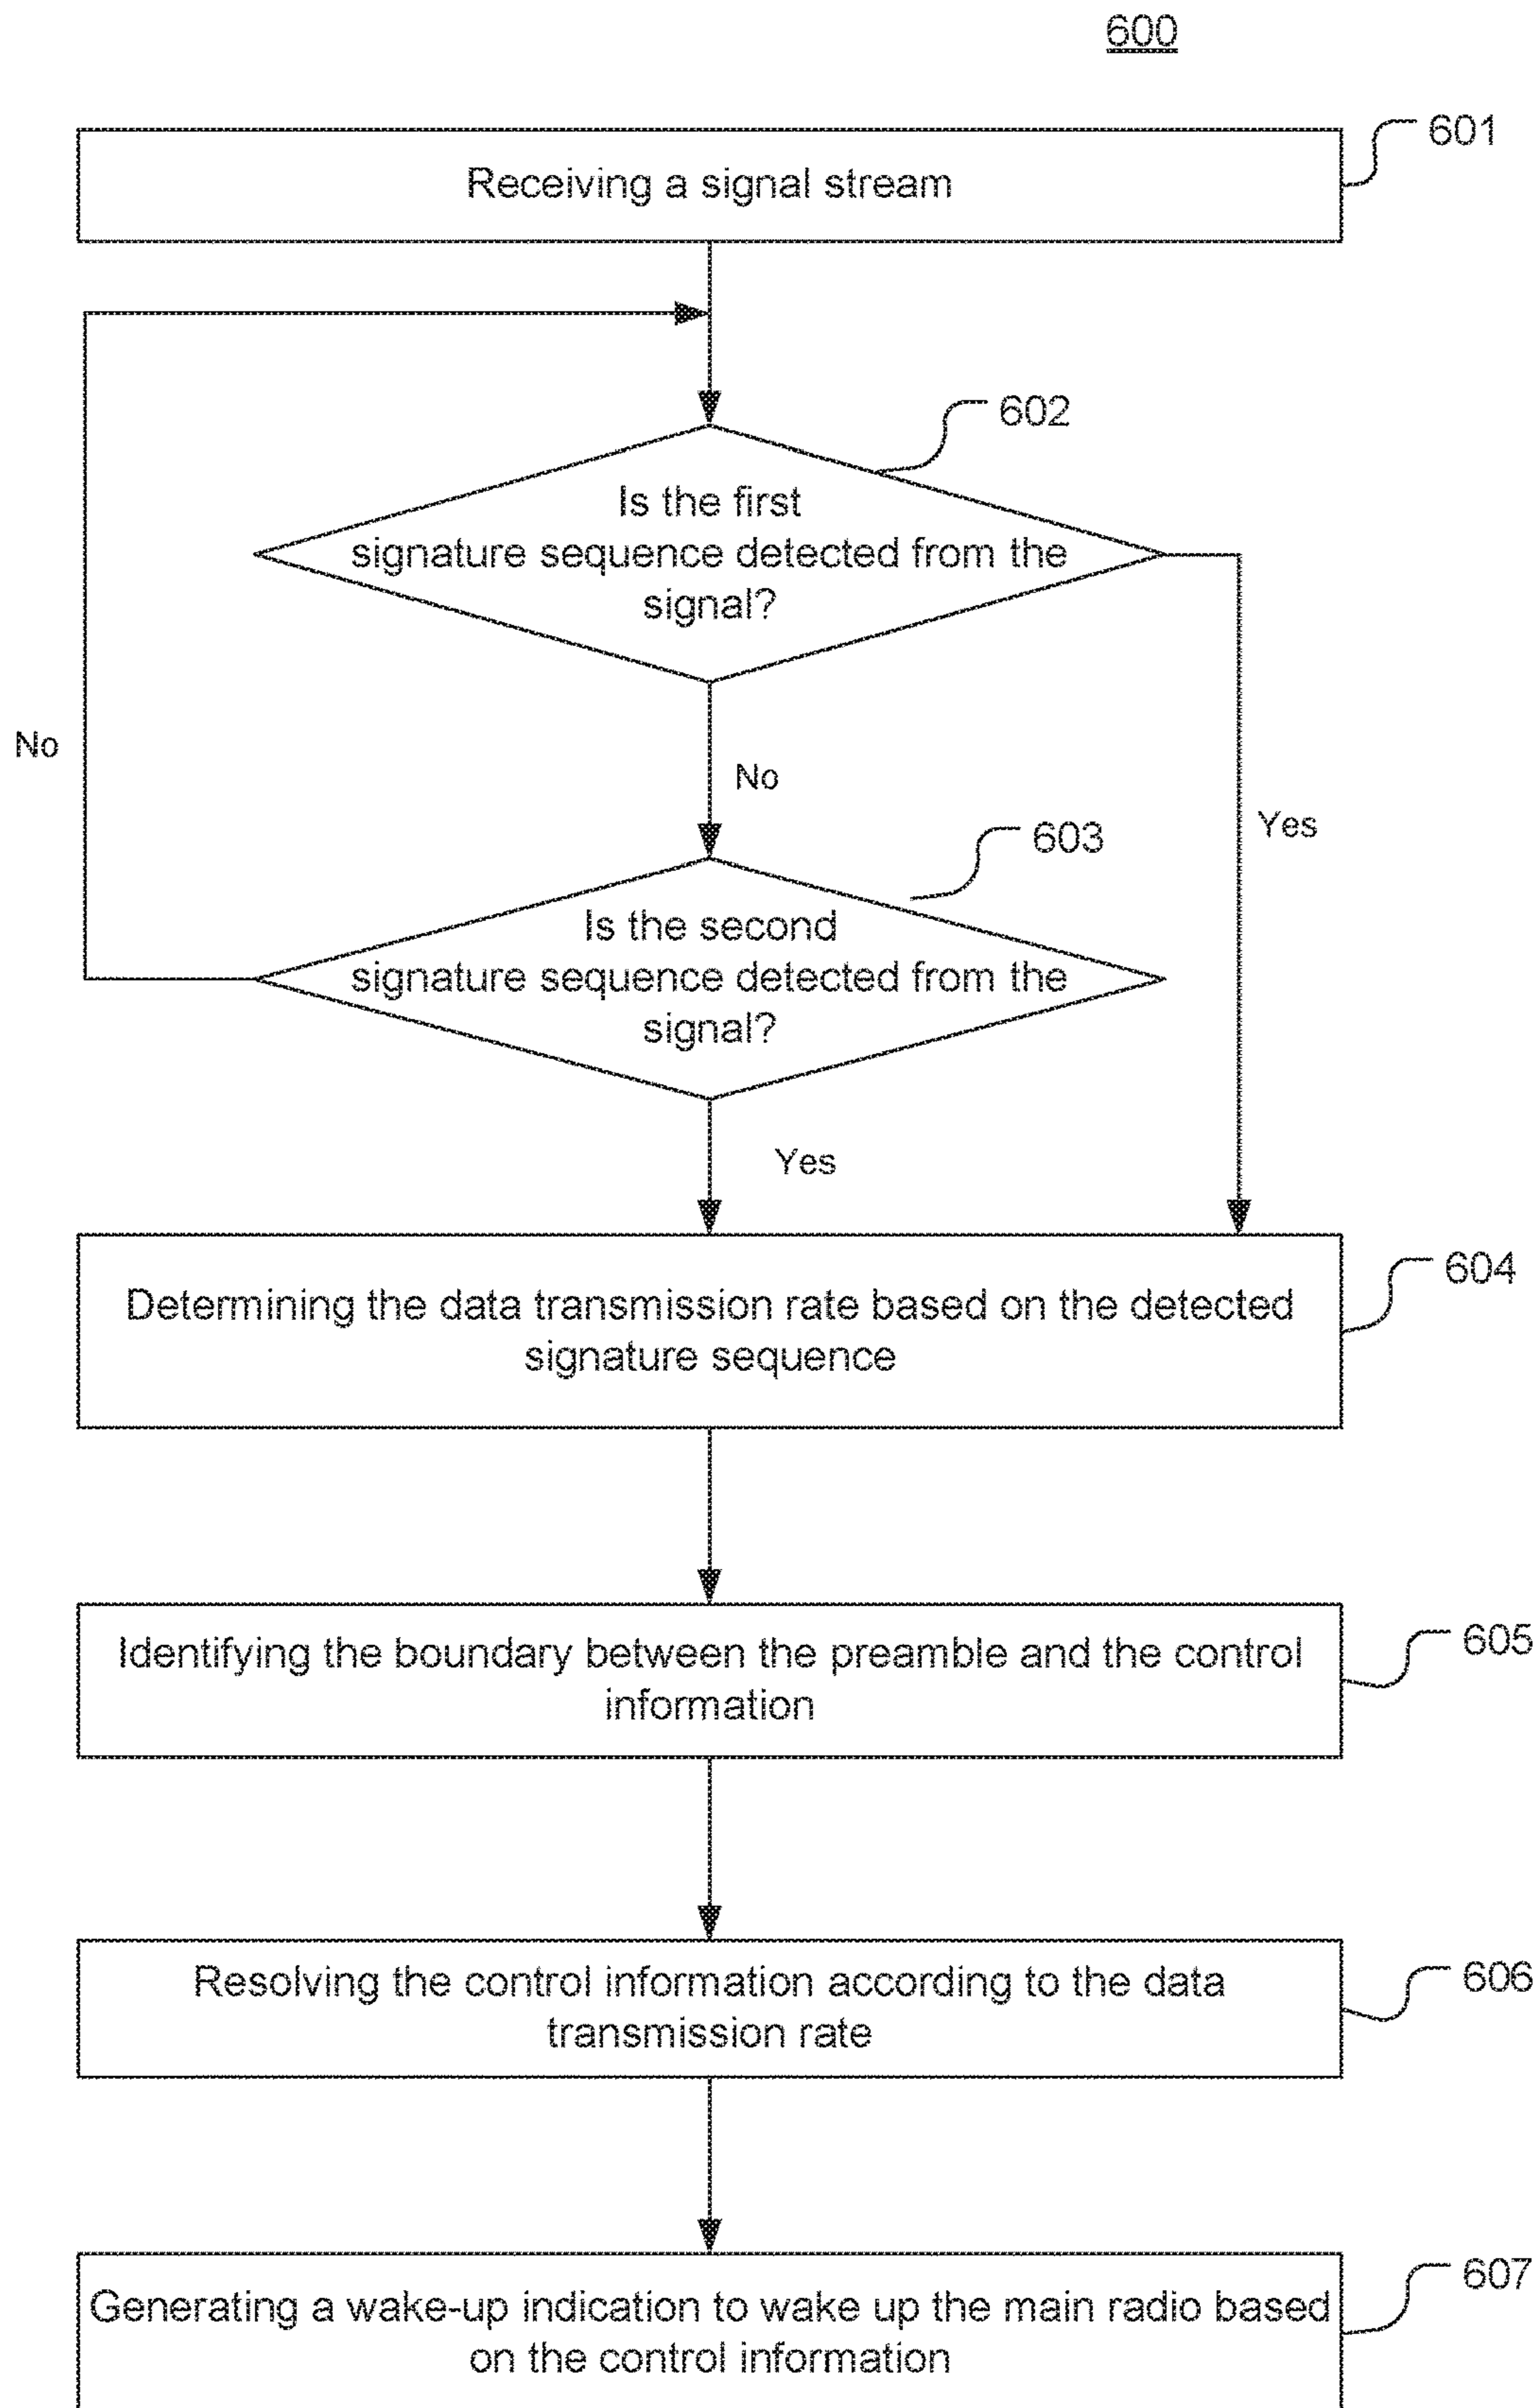 600
601
Receiving a signal stream
602
Is the first
signature sequence detected from the
signal?
No
No
Yes
603
Is the second
signature sequence detected from the
signal?
Yes
604
Determining the data transmission rate based on the detected
signature sequence
605
Identifying the boundary between the preamble and the control
information
606
Resolving the control information according to the data
transmission rate
607
Generating a wake-up indication to wake up the main radio based
on the control information